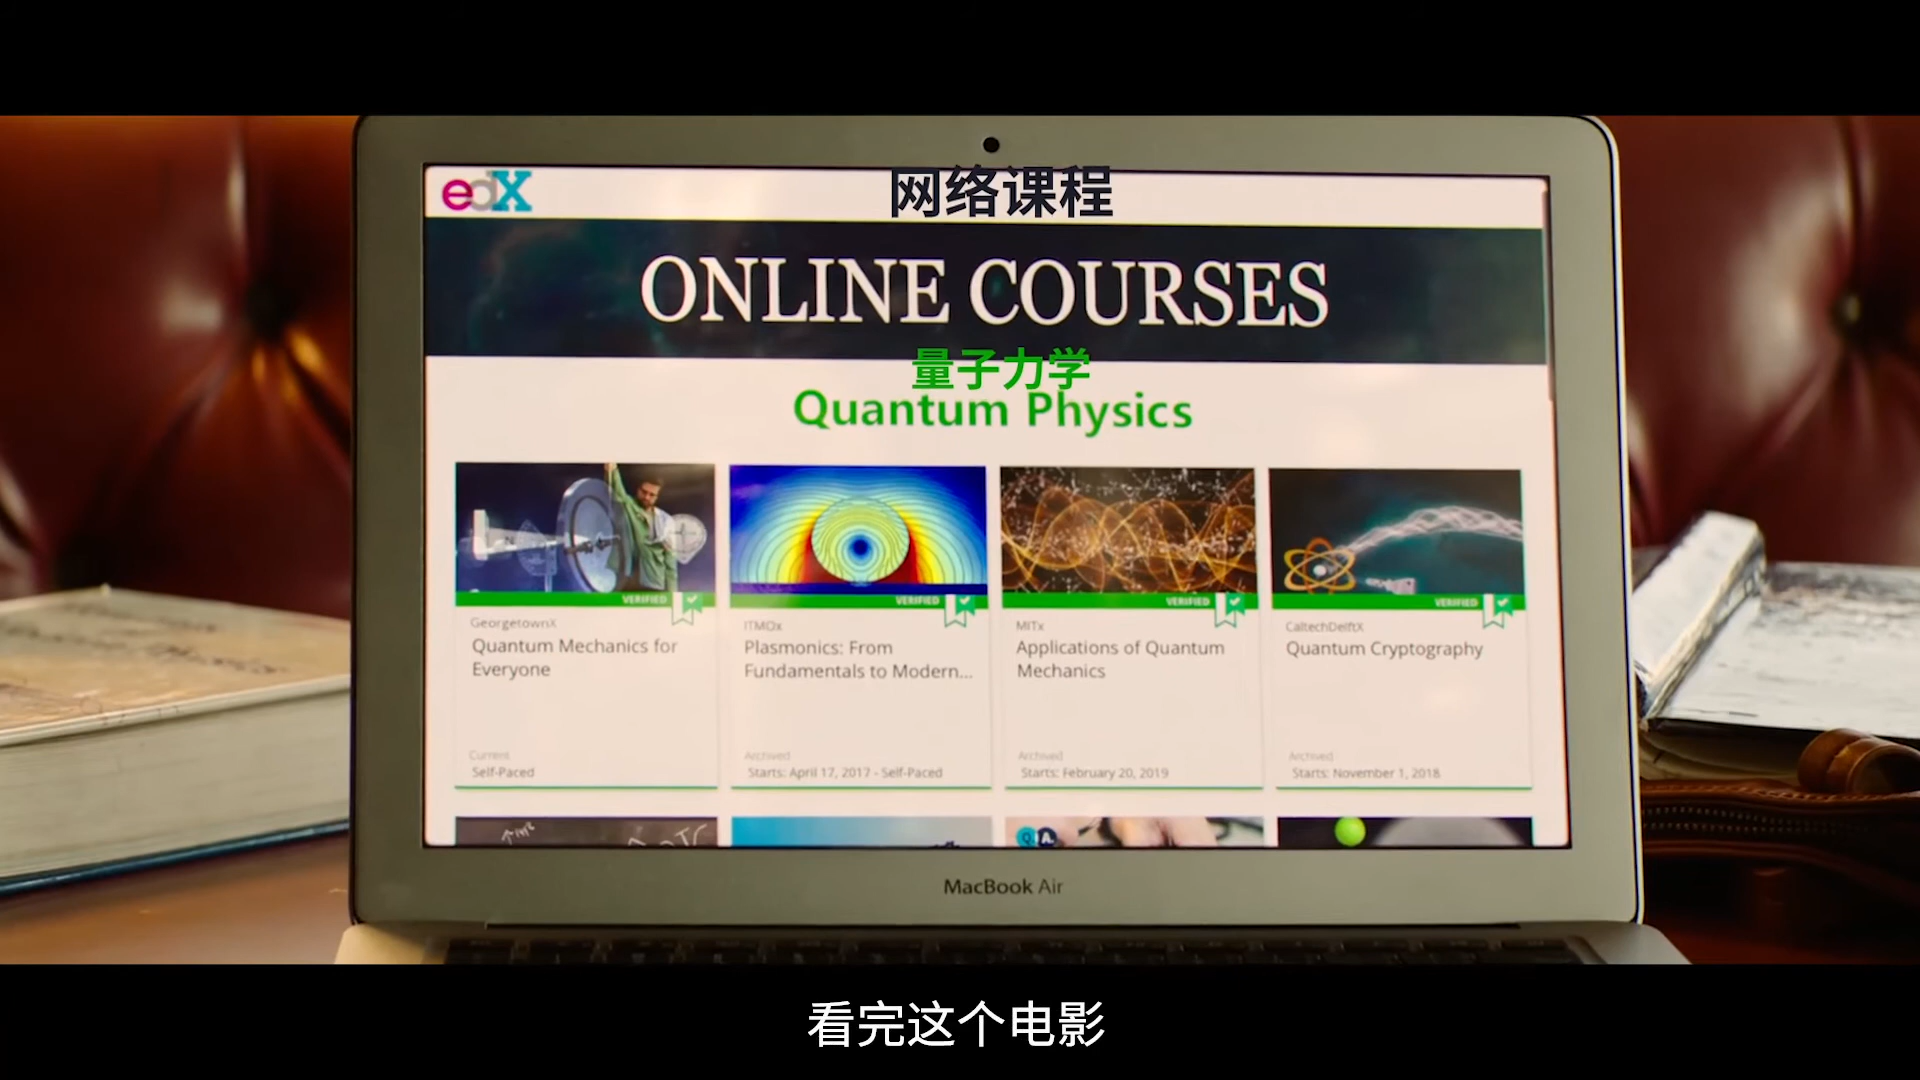 edX
网络课程
ONLINE COURSES
量子力学
Quantum Physics
VERIFIED
VERIFIED
VERIFIED
VERIFIED
GeorgetownX
Quantum Mechanics for
Everyone
Current
Self-Paced
ITMOx
Plasmonics: From
Fundamentals to Modern...
Archived
Starts: April 17, 2017 - Self-Paced
MITx
Applications of Quantum
Mechanics
Archived
Starts: February 20, 2019
CaltechDelftX
Quantum Cryptography
Archived
Starts: November 1, 2018
Q A
MacBook Air
看完这个电影